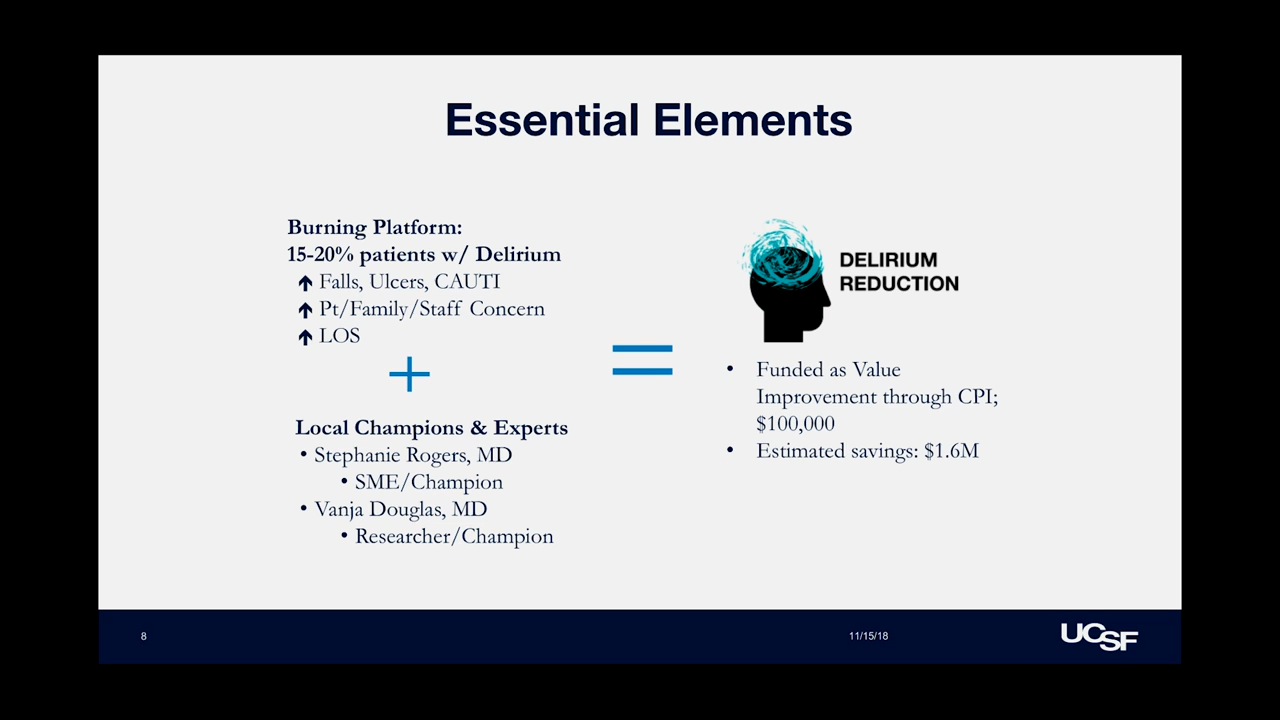 Essential Elements
Burning Platform:
15-20% patients w/ Delirium
🡹 Falls, Ulcers, CAUTI
🡹 Pt/Family/Staff Concern
🡹 LOS
+
Local Champions & Experts
• Stephanie Rogers, MD
• SME/Champion
• Vanja Douglas, MD
• Researcher/Champion
=
DELIRIUM
REDUCTION
• Funded as Value
Improvement through CPI;
$100,000
• Estimated savings: $1.6M
8
11/15/18
UCSF